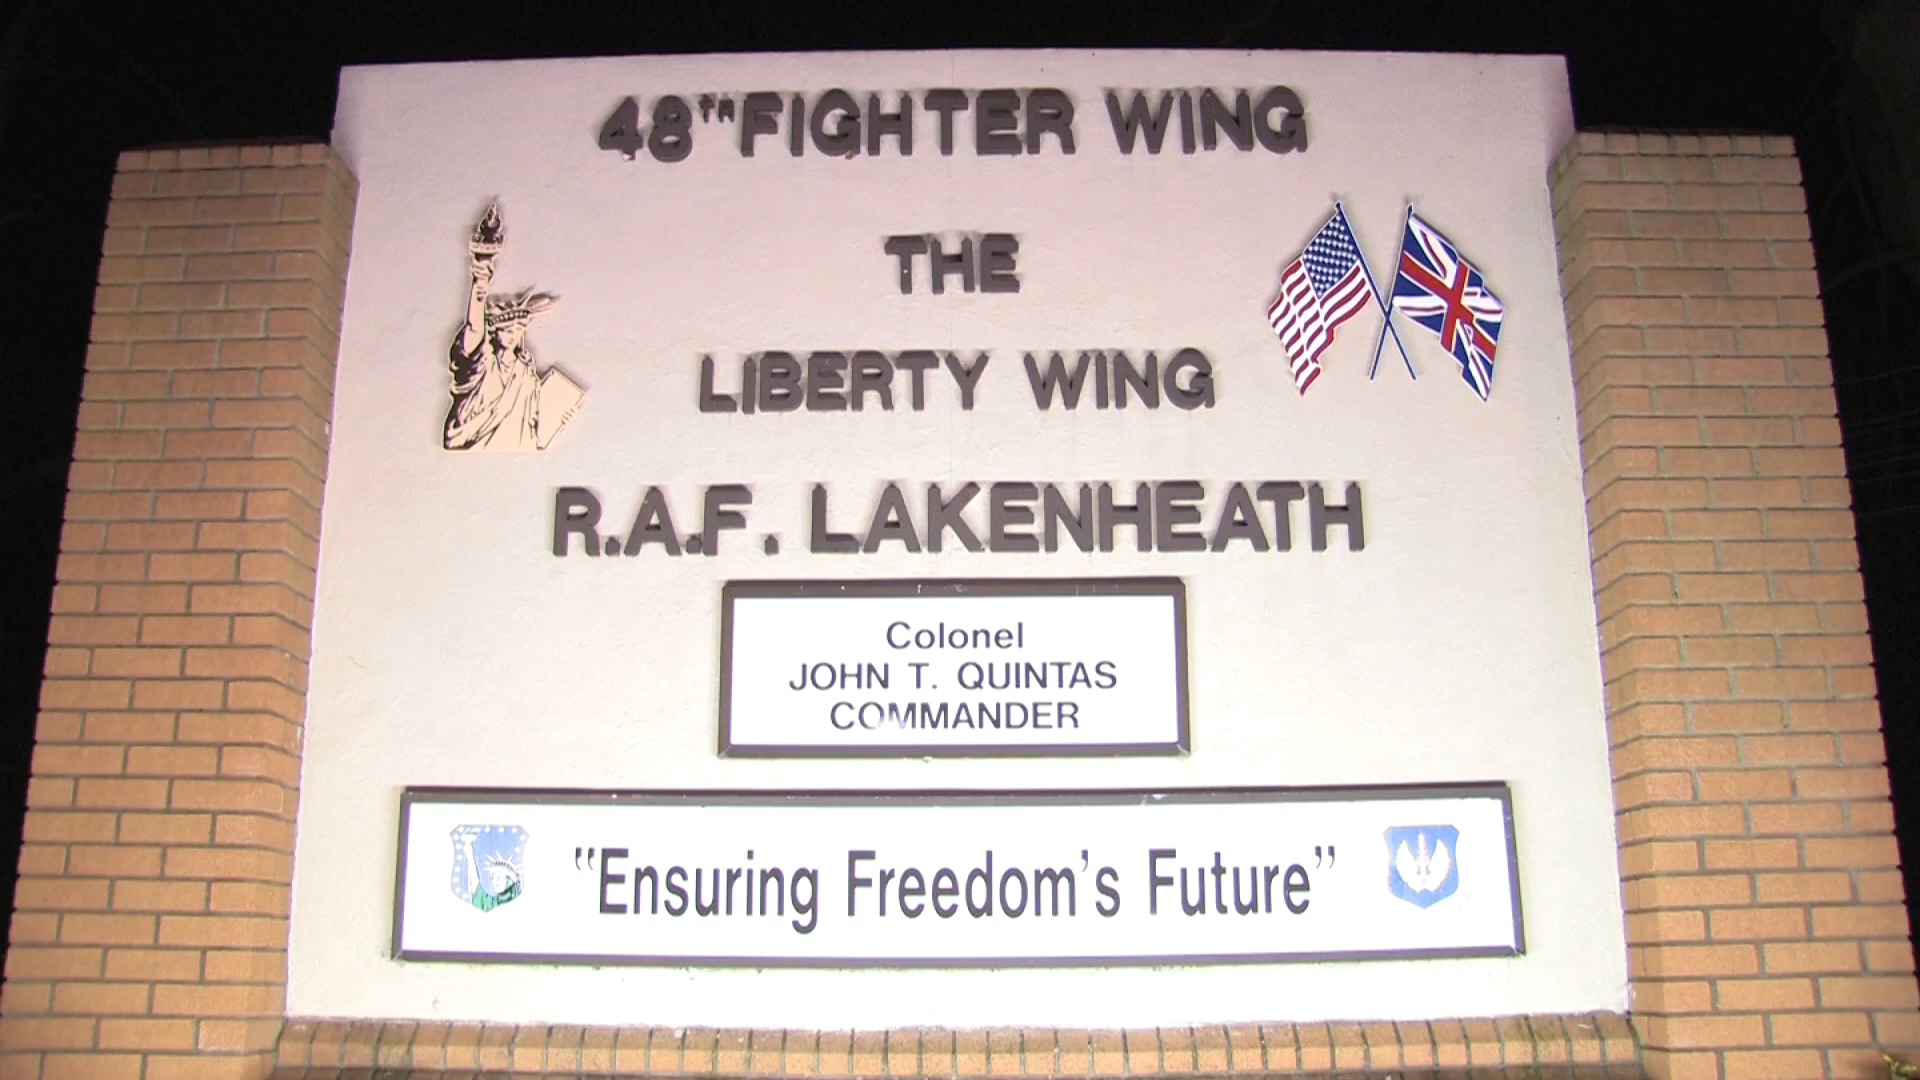 48TH FIGHTER WING
THE
LIBERTY WING
R.A.F. LAKENHEATH
Colonel
JOHN T. QUINTAS
COMMANDER
"Ensuring Freedom's Future"